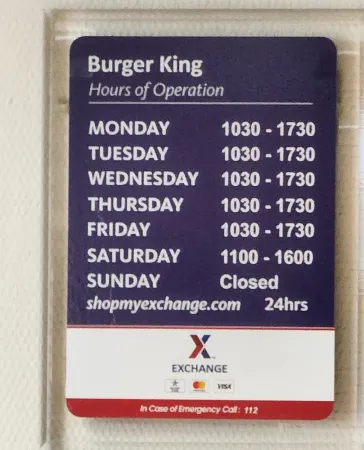 Burger King
Hours of Operation
MONDAY 1030 - 1730
TUESDAY 1030 - 1730
WEDNESDAY 1030 - 1730
THURSDAY 1030 - 1730
FRIDAY 1030 - 1730
SATURDAY 1100 - 1600
SUNDAY Closed
shopmyexchange.com 24hrs
X
EXCHANGE
VISA
In Case of Emergency Call: 112